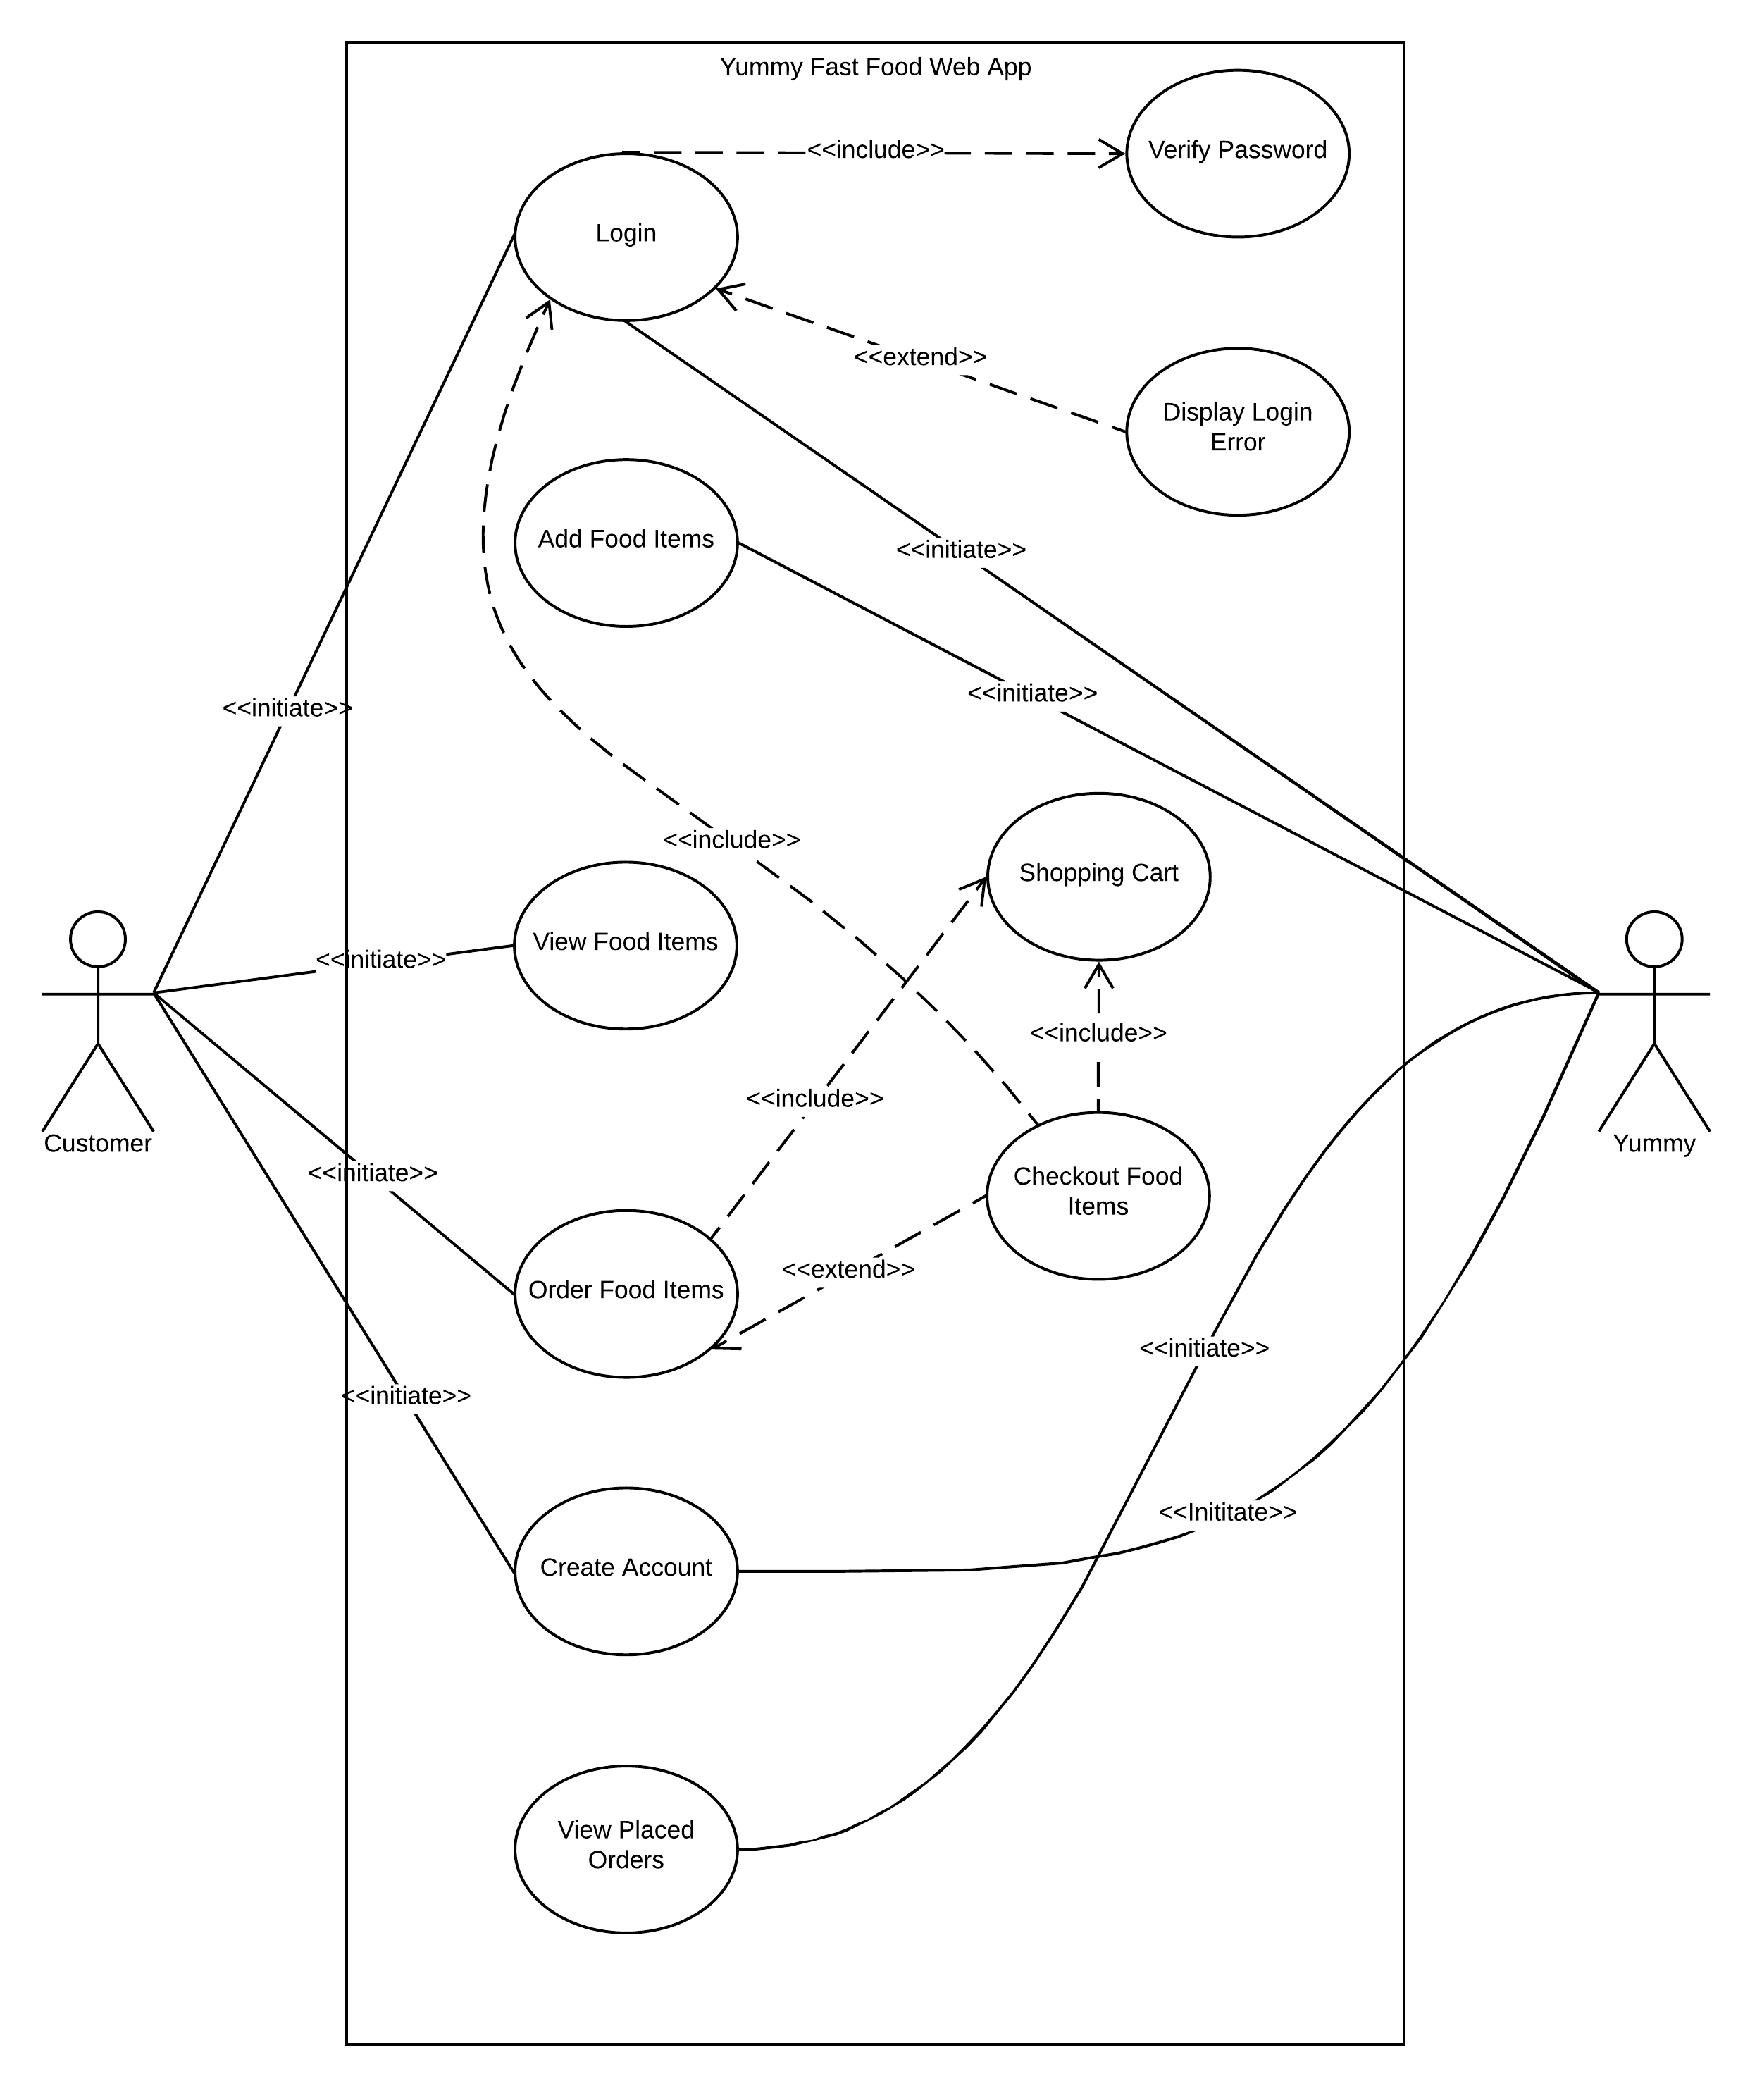 Yummy Fast Food Web App
<<include>>
Verify Password
Login
<<extend>>
Display Login
Error
Add Food Items
<<initiate>>
<<initiate>>
<<initiate>>
<<include>>
Shopping Cart
View Food Items
<<initiate>>
<<include>>
<<include>>
Customer
Yummy
<<initiate>>
Checkout Food
Items
<<extend>>
Order Food Items
<<initiate>>
<<initiate>>
<<Inititate>>
Create Account
View Placed
Orders